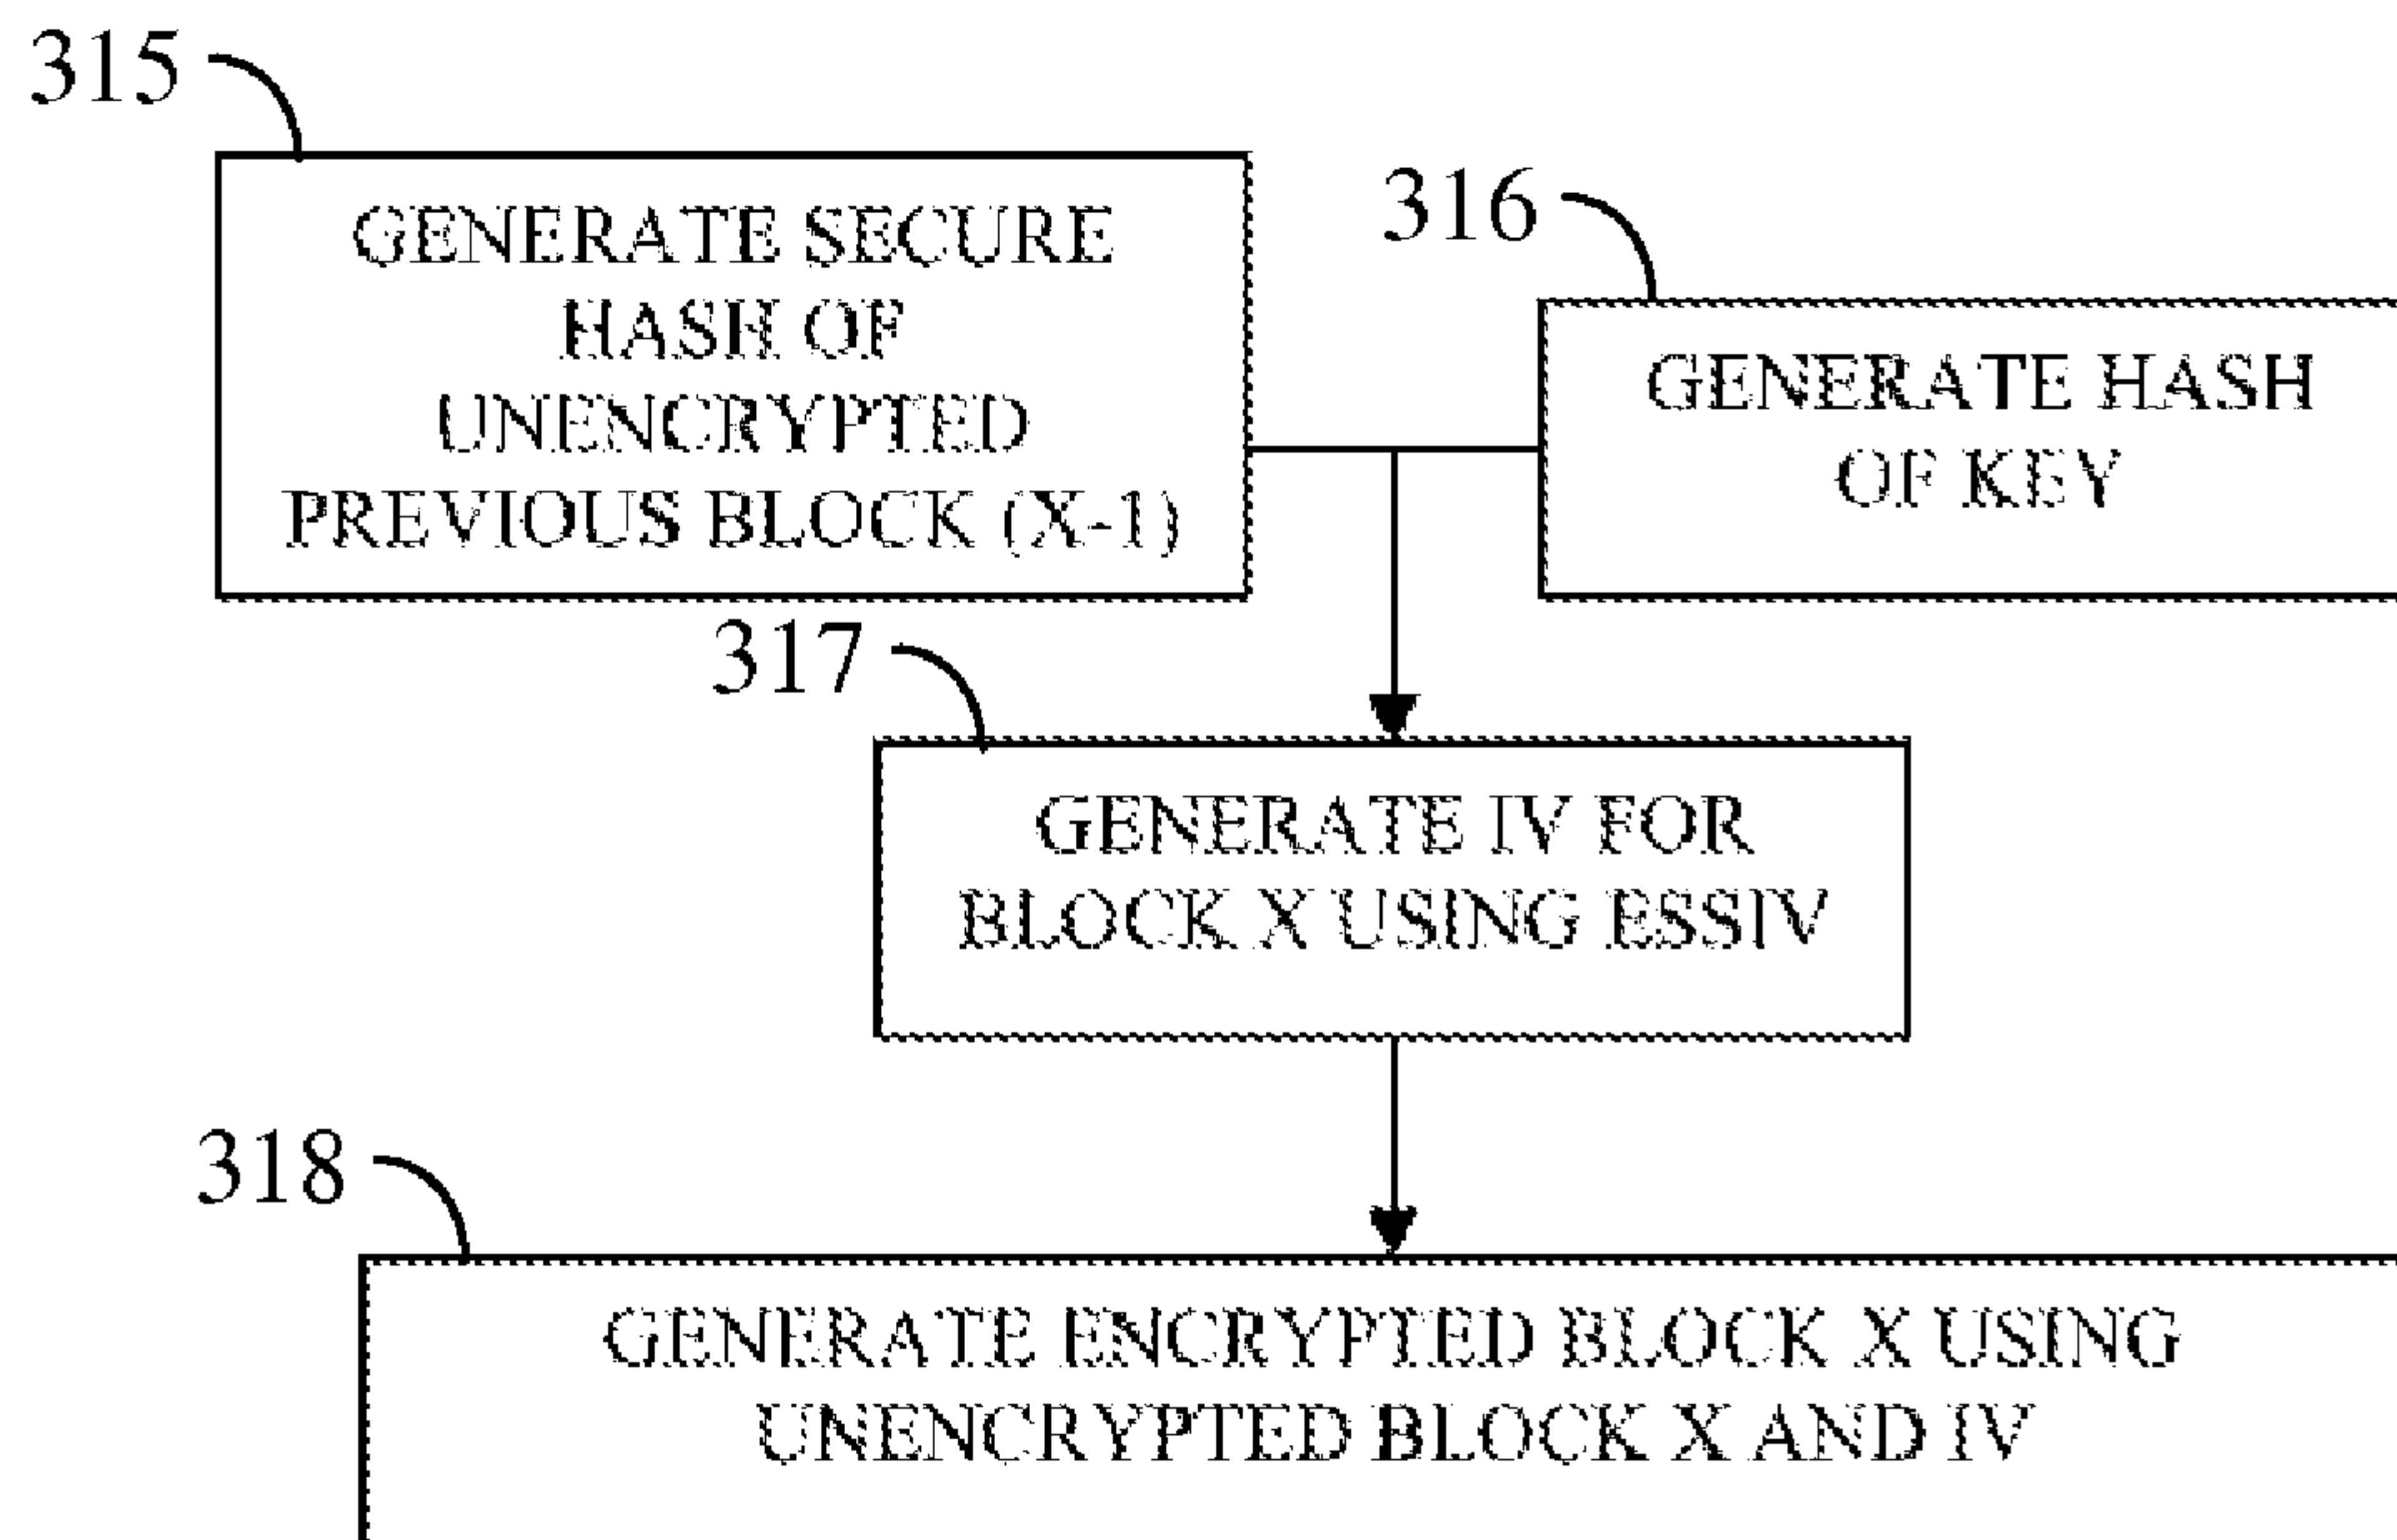 315
GENERATE SECURE
HASH OF
UNENCRYPTED
PREVIOUS BLOCK (X-1)
316
GENERATE HASH
OF KEY
317
GENERATE IV FOR
BLOCK X USING ESSIV
318
GENERATE ENCRYPTED BLOCK X USING
UNENCRYPTED BLOCK X AND IV